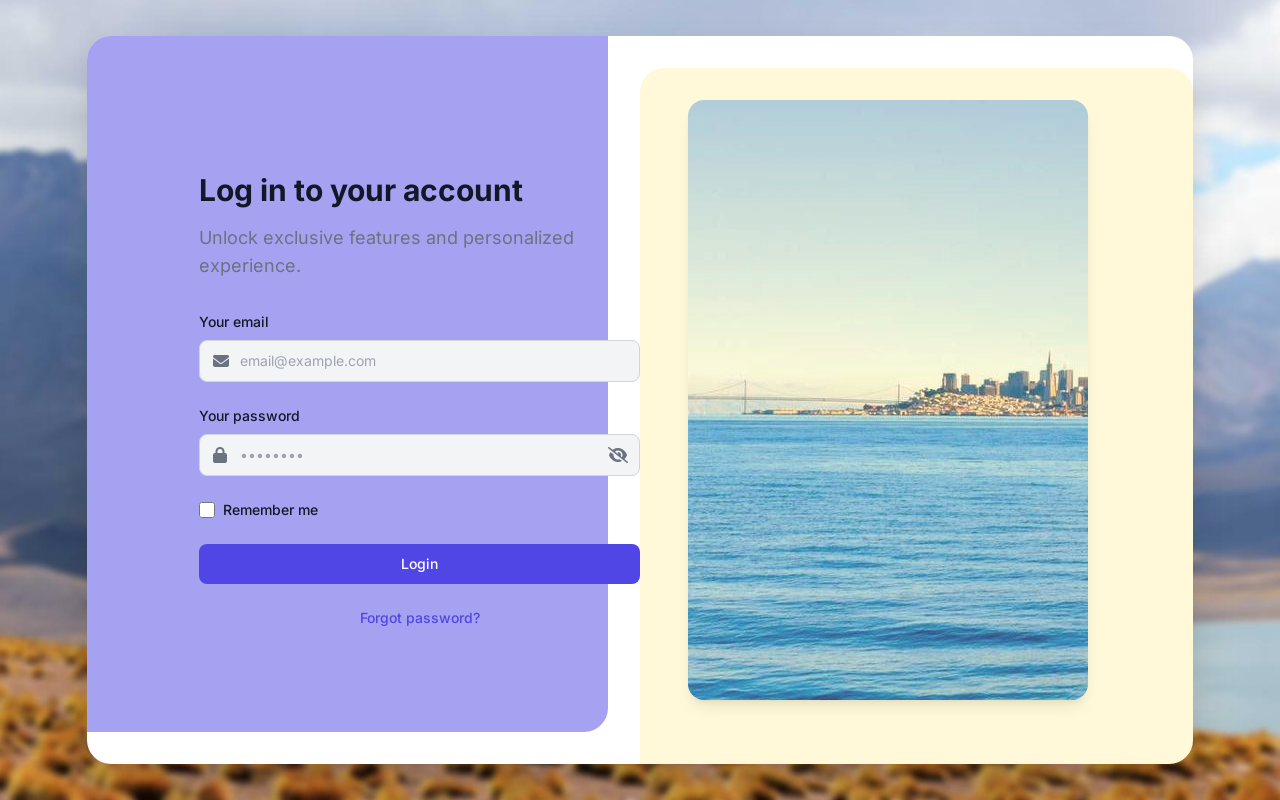 Log in to your account
Unlock exclusive features and personalized
experience.
Your email
email@example.com
Your password
••••••••
Remember me
Login
Forgot password?